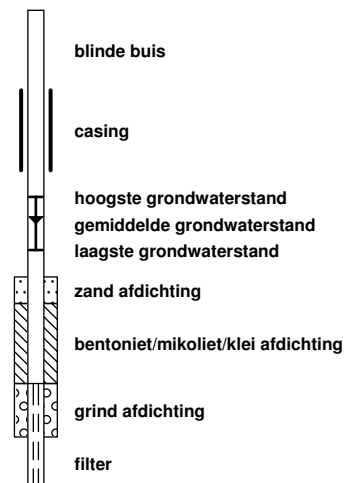 blinde buis
casing
hoogste grondwaterstand
gemiddelde grondwaterstand
laagste grondwaterstand
zand afdichting
bentoniet/mikoliet/klei afdichting
grind afdichting
filter